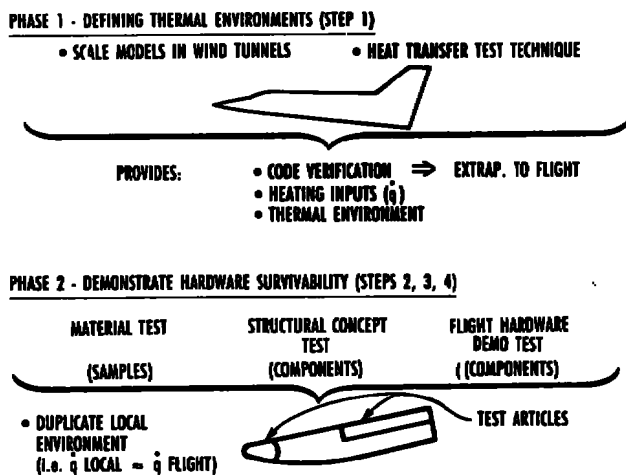 PHASE 1 - DEFINING THERMAL ENVIRONMENTS (STEP 1)
• SCALE MODELS IN WIND TUNNELS • HEAT TRANSFER TEST TECHNIQUE
PROVIDES: • CODE VERIFICATION ⇒ EXTRAP. TO FLIGHT
• HEATING INPUTS (q̇)
• THERMAL ENVIRONMENT
PHASE 2 - DEMONSTRATE HARDWARE SURVIVABILITY (STEPS 2, 3, 4)
MATERIAL TEST STRUCTURAL CONCEPT FLIGHT HARDWARE
TEST DEMO TEST
(SAMPLES) (COMPONENTS) ((COMPONENTS)
• DUPLICATE LOCAL TEST ARTICLES
ENVIRONMENT
(i.e. q̇ LOCAL ≈ q̇ FLIGHT)